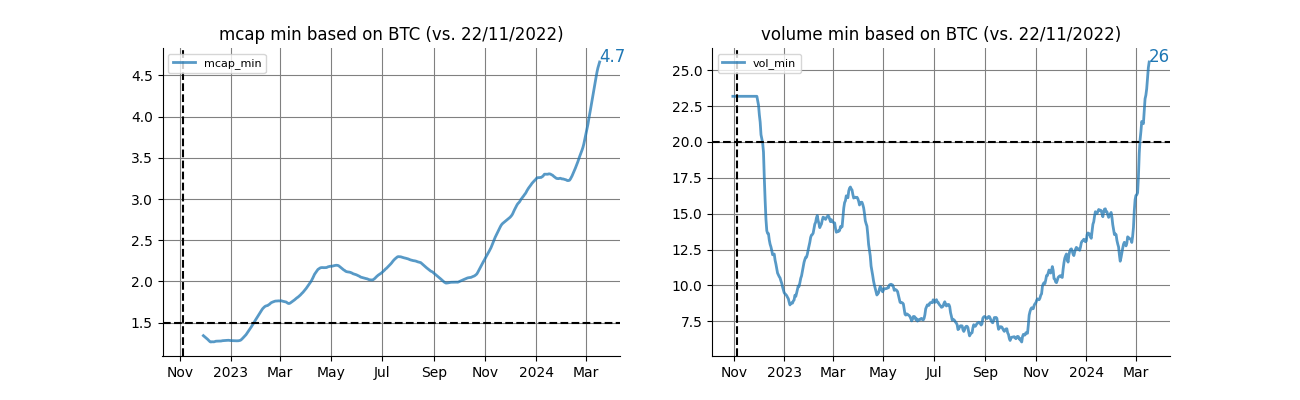 mcap min based on BTC (vs. 22/11/2022)
4.7
mcap_min
4.5
4.0
3.5
3.0
2.5
2.0
1.5
Nov 2023 Mar May Jul Sep Nov 2024 Mar
volume min based on BTC (vs. 22/11/2022)
26
vol_min
25.0
22.5
20.0
17.5
15.0
12.5
10.0
7.5
Nov 2023 Mar May Jul Sep Nov 2024 Mar